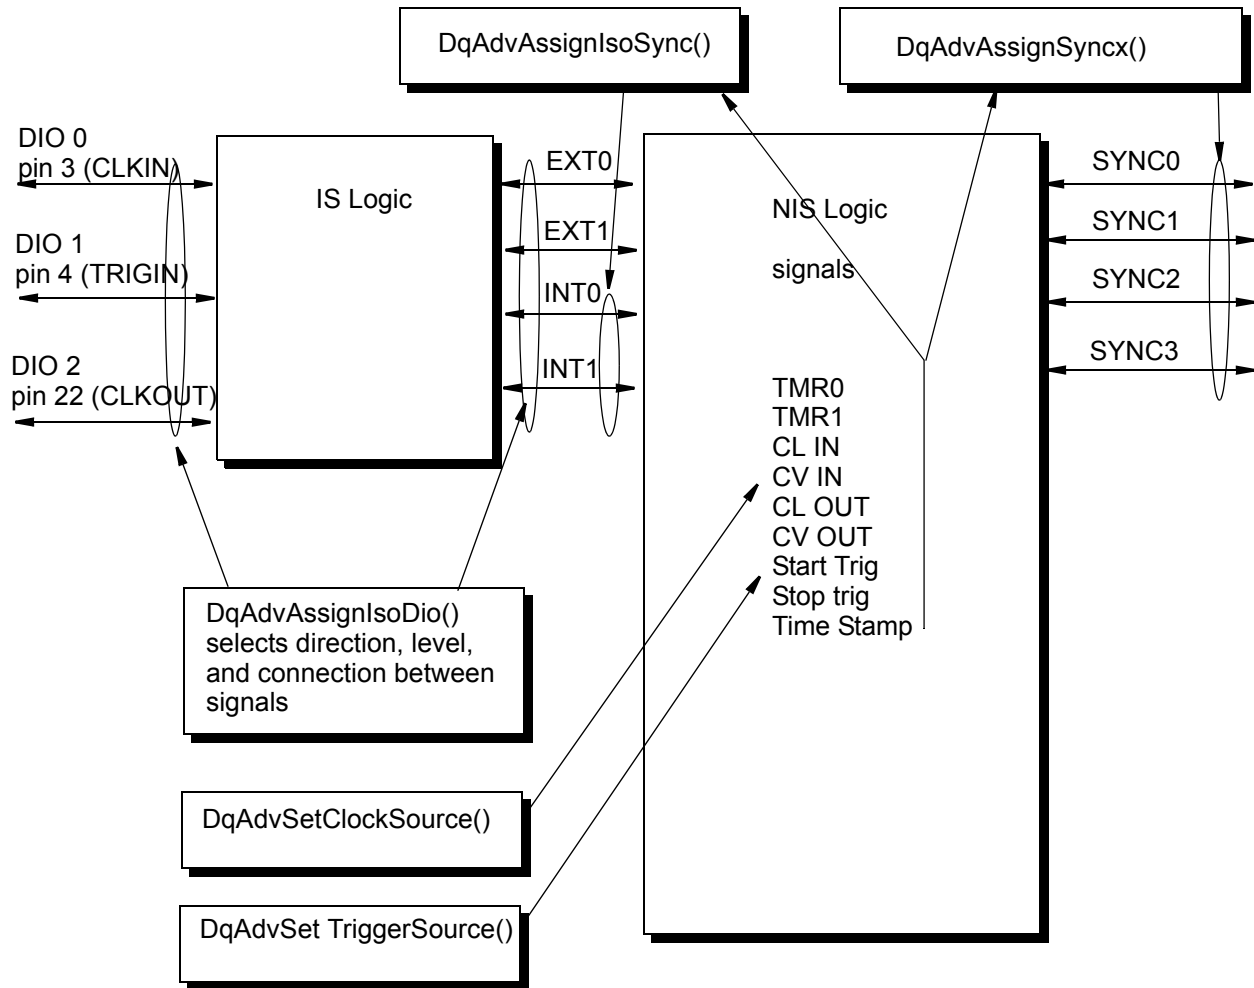 DqAdvAssignIsoSync()
DqAdvAssignSyncx()
DIO 0
pin 3 (CLKIN)
DIO 1
pin 4 (TRIGIN)
DIO 2
pin 22 (CLKOUT)
IS Logic
EXT0
EXT1
INT0
INT1
NIS Logic
signals
TMR0
TMR1
CL IN
CV IN
CL OUT
CV OUT
Start Trig
Stop trig
Time Stamp
SYNC0
SYNC1
SYNC2
SYNC3
DqAdvAssignIsoDio()
selects direction, level,
and connection between
signals
DqAdvSetClockSource()
DqAdvSet TriggerSource()